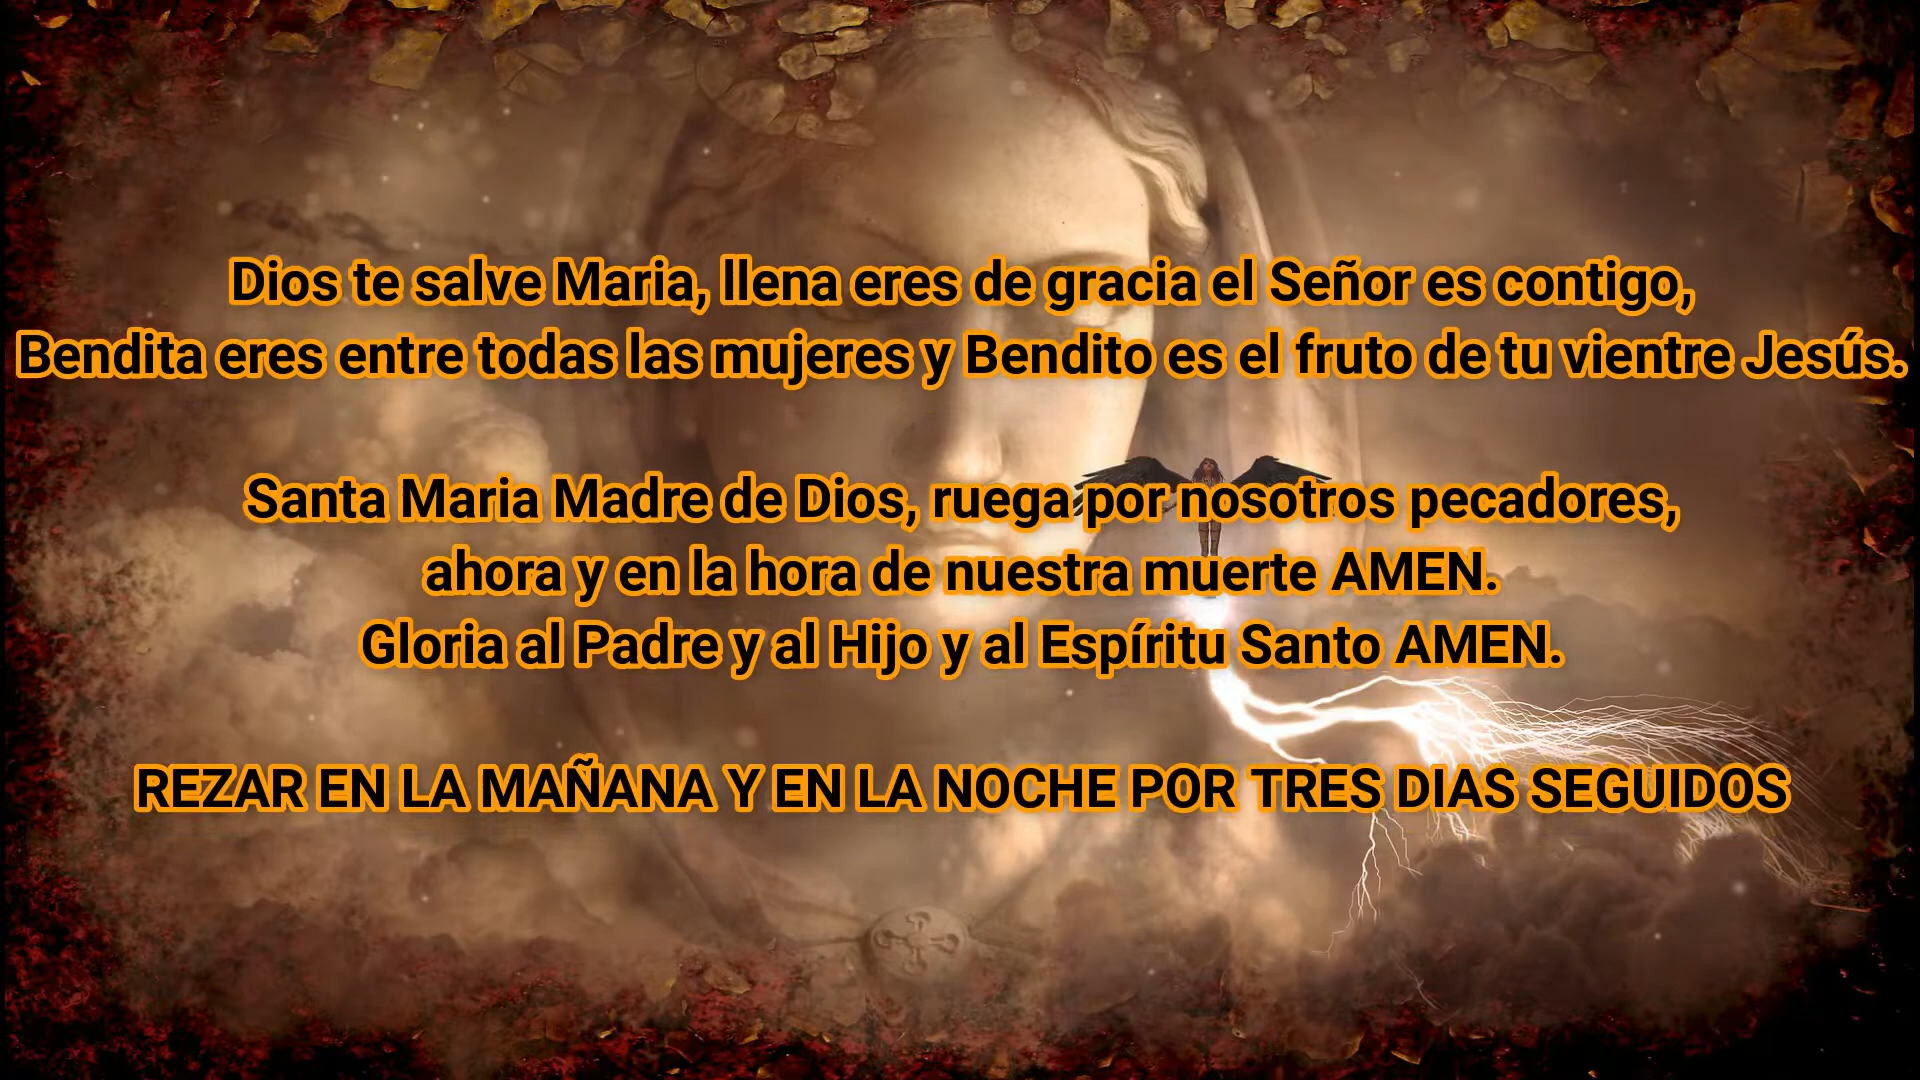 Dios te salve Maria, llena eres de gracia el Señor es contigo,
Bendita eres entre todas las mujeres y Bendito es el fruto de tu vientre Jesús.
Santa Maria Madre de Dios, ruega por nosotros pecadores,
ahora y en la hora de nuestra muerte AMEN.
Gloria al Padre y al Hijo y al Espíritu Santo AMEN.
REZAR EN LA MAÑANA Y EN LA NOCHE POR TRES DIAS SEGUIDOS